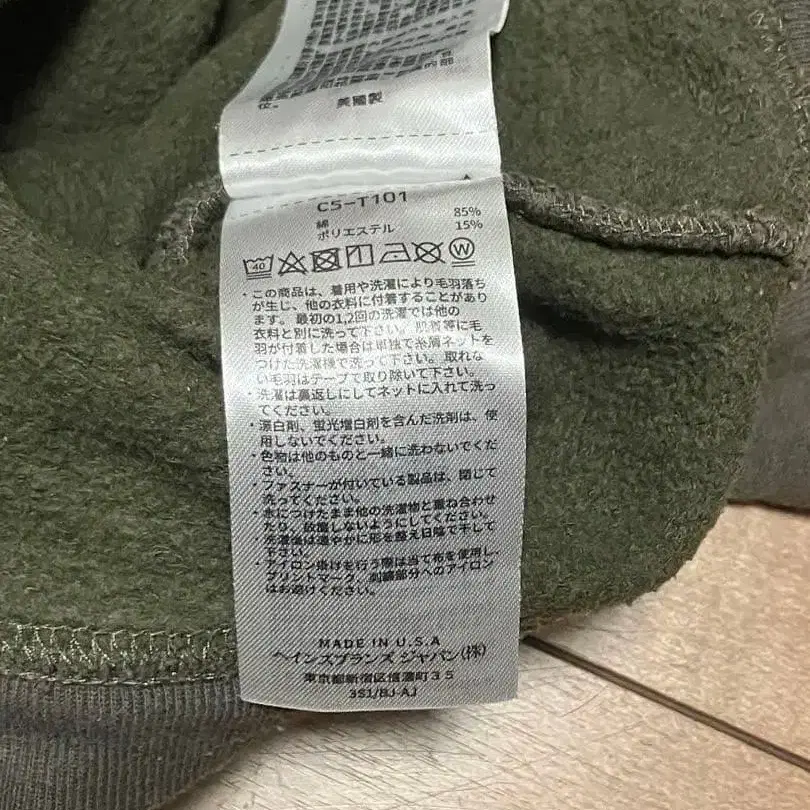 美國製
C5-T101
綿 85%
ポリエステル 15%
40 W
・この商品は、着用や洗濯により毛羽落ち
が生じ、他の衣料に付着することがあり
ます。最初の1,2回の洗濯では他の
衣料と別に洗って下さい。肌着等に毛
羽が付着した場合は単独で糸屑ネットを
つけた洗濯機で洗って下さい。取れな
い毛羽はテープで取り除いて下さい。
・洗濯は裏返しにしてネットに入れて洗っ
てください。
・漂白剤、蛍光増白剤を含んだ洗剤は、使
用しないでください。
・色物は他のものと一緒に洗わないでくだ
さい。
・ファスナーが付いている製品は、閉じて
洗ってください。
・水につけたまま他の洗濯物と重ね合わせ
たり、放置しないようにしてください。
・洗濯後は速やかに形を整え日陰で干して
下さい。
・アイロン掛けを行う際は当て布を使用し、
プリントマーク、刺繍部分へのアイロン
はお避けください。
MADE IN U.S.A
ヘインズブランズ ジャパン(株)
東京都新宿区信濃町35
3S1/BJ-AJ